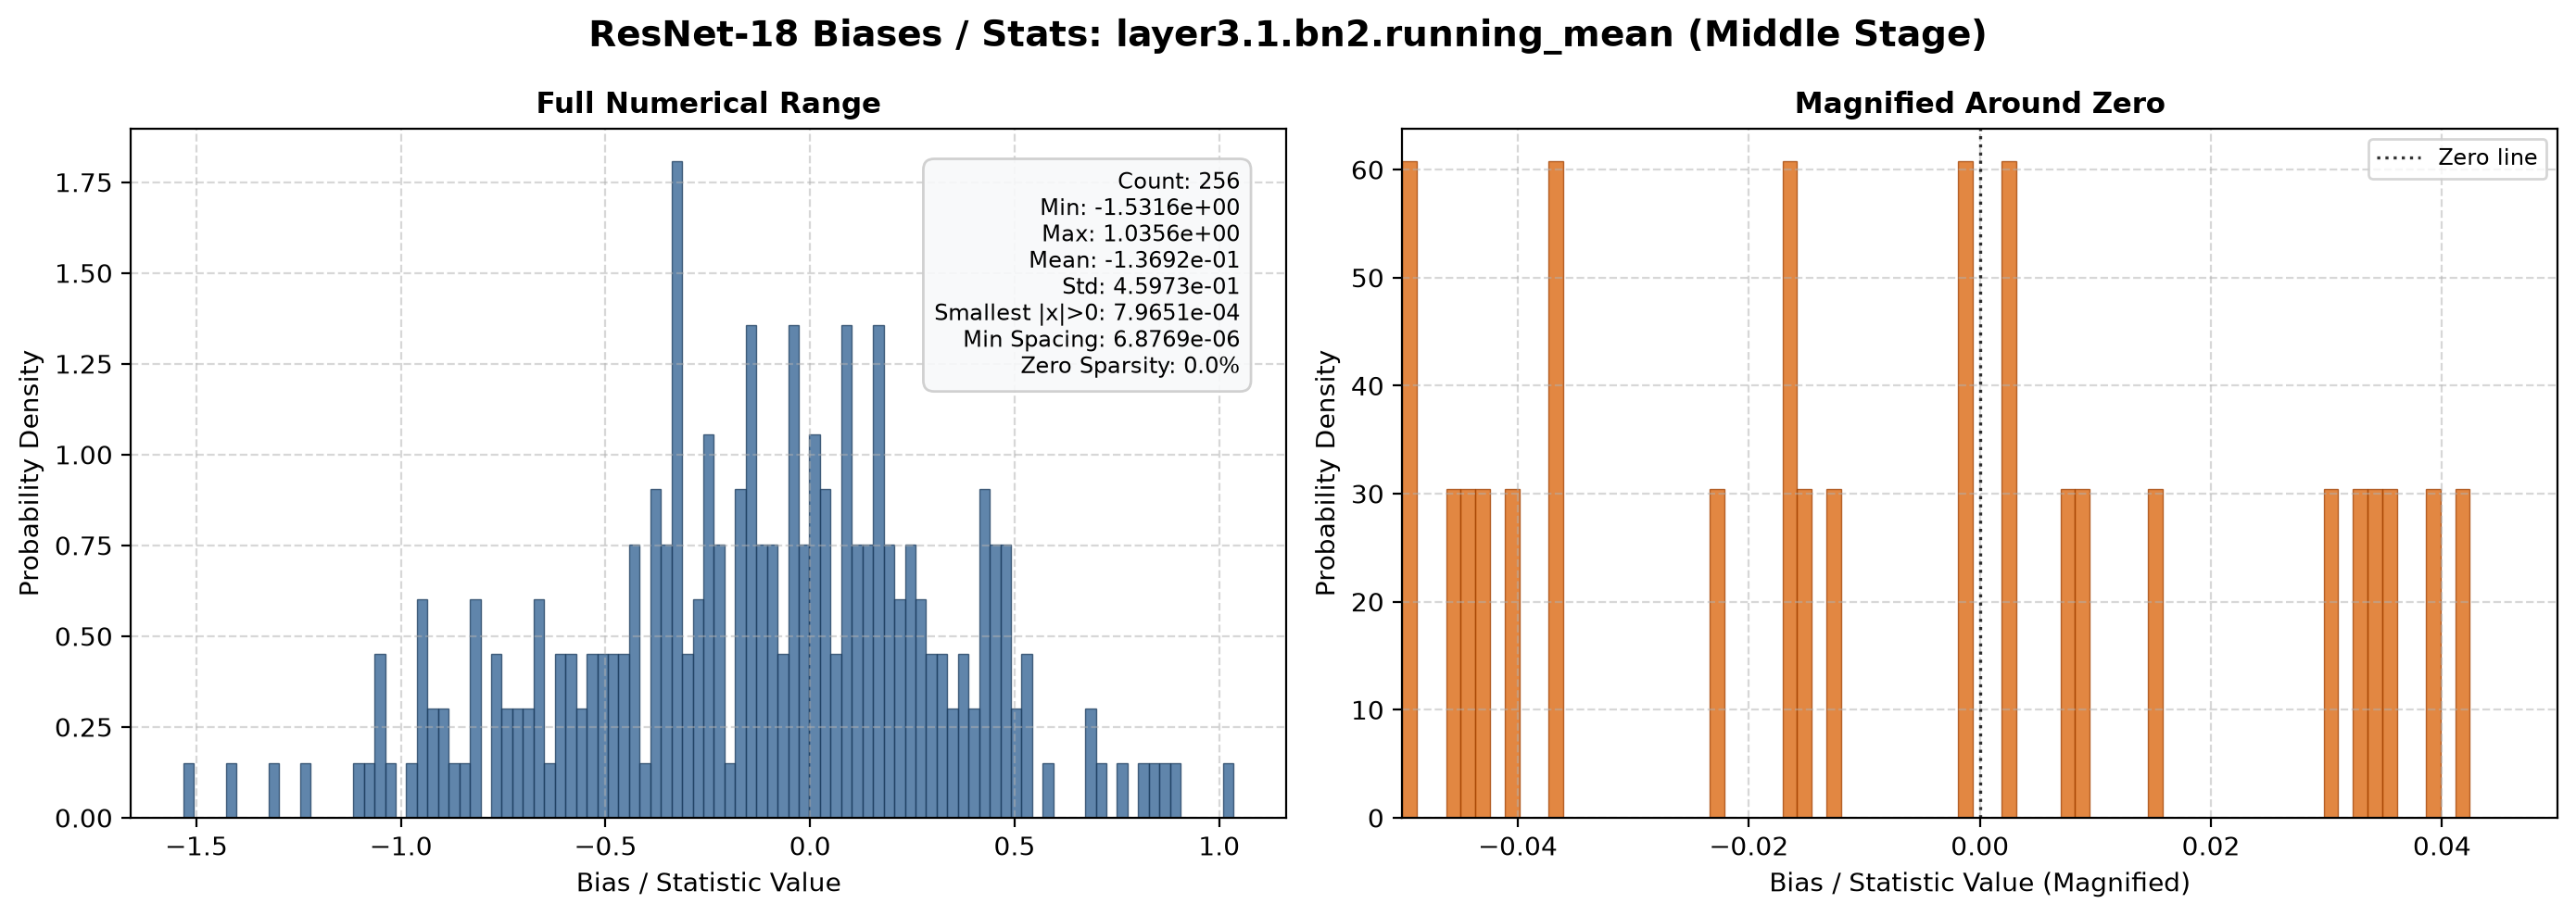 ResNet-18 Biases / Stats: layer3.1.bn2.running_mean (Middle Stage)
Full Numerical Range
Probability Density
1.75
1.50
1.25
1.00
0.75
0.50
0.25
0.00
Count: 256
Min: -1.5316e+00
Max: 1.0356e+00
Mean: -1.3692e-01
Std: 4.5973e-01
Smallest |x|>0: 7.9651e-04
Min Spacing: 6.8769e-06
Zero Sparsity: 0.0%
−1.5 −1.0 −0.5 0.0 0.5 1.0
Bias / Statistic Value
Magnified Around Zero
Probability Density
60
50
40
30
20
10
0
Zero line
−0.04 −0.02 0.00 0.02 0.04
Bias / Statistic Value (Magnified)